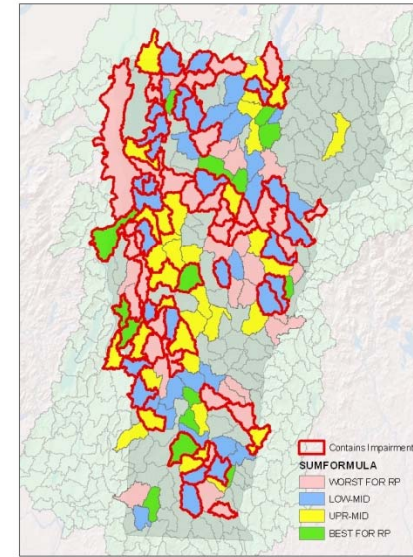 Contains Impairment
SUMFORMULA
WORST FOR RP
LOW-MID
UPR-MID
BEST FOR RP